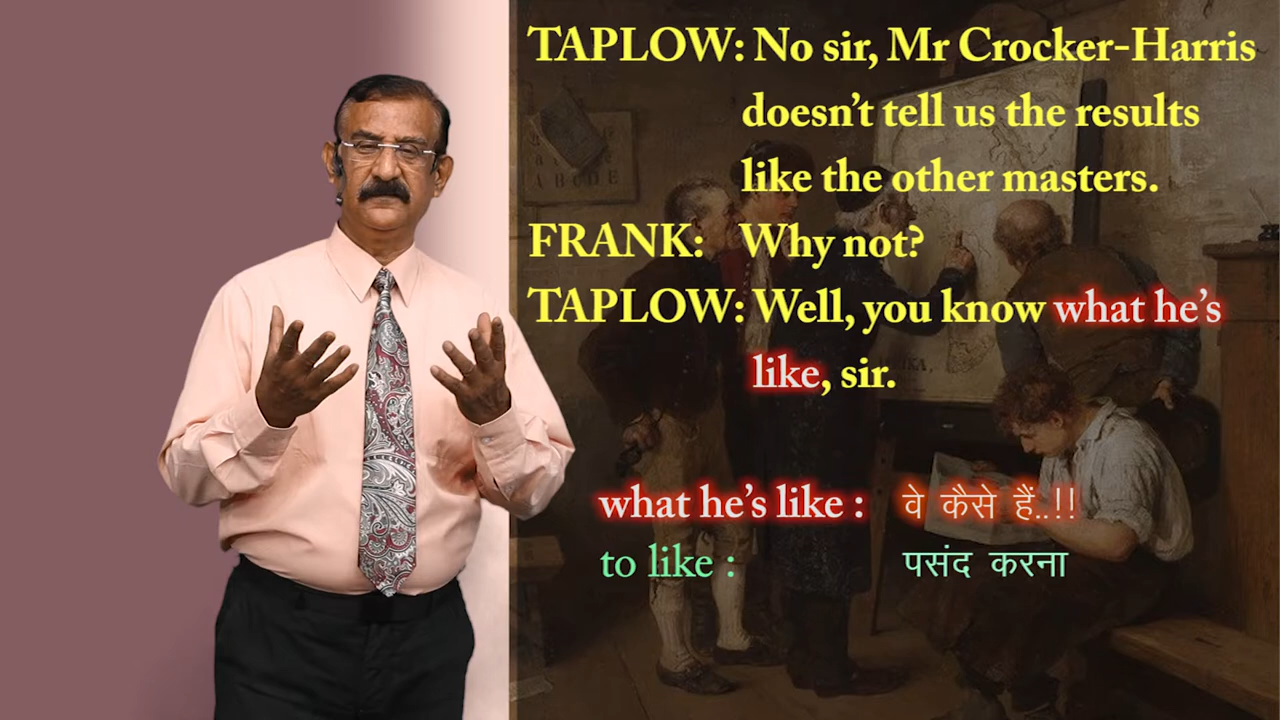 TAPLOW: No sir, Mr Crocker-Harris
doesn’t tell us the results
like the other masters.
FRANK: Why not?
TAPLOW: Well, you know what he’s
like, sir.
what he’s like : वे कैसे हैं..!!
to like : पसंद करना